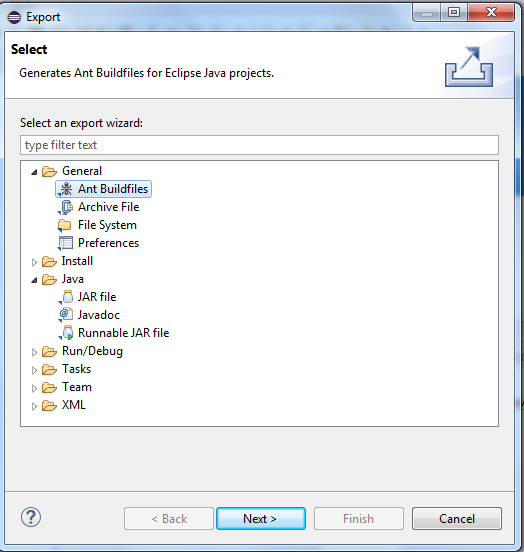 Export
Select
Generates Ant Buildfiles for Eclipse Java projects.
Select an export wizard:
type filter text
General
Ant Buildfiles
Archive File
File System
Preferences
Install
Java
JAR file
Javadoc
Runnable JAR file
Run/Debug
Tasks
Team
XML
?
< Back
Next >
Finish
Cancel